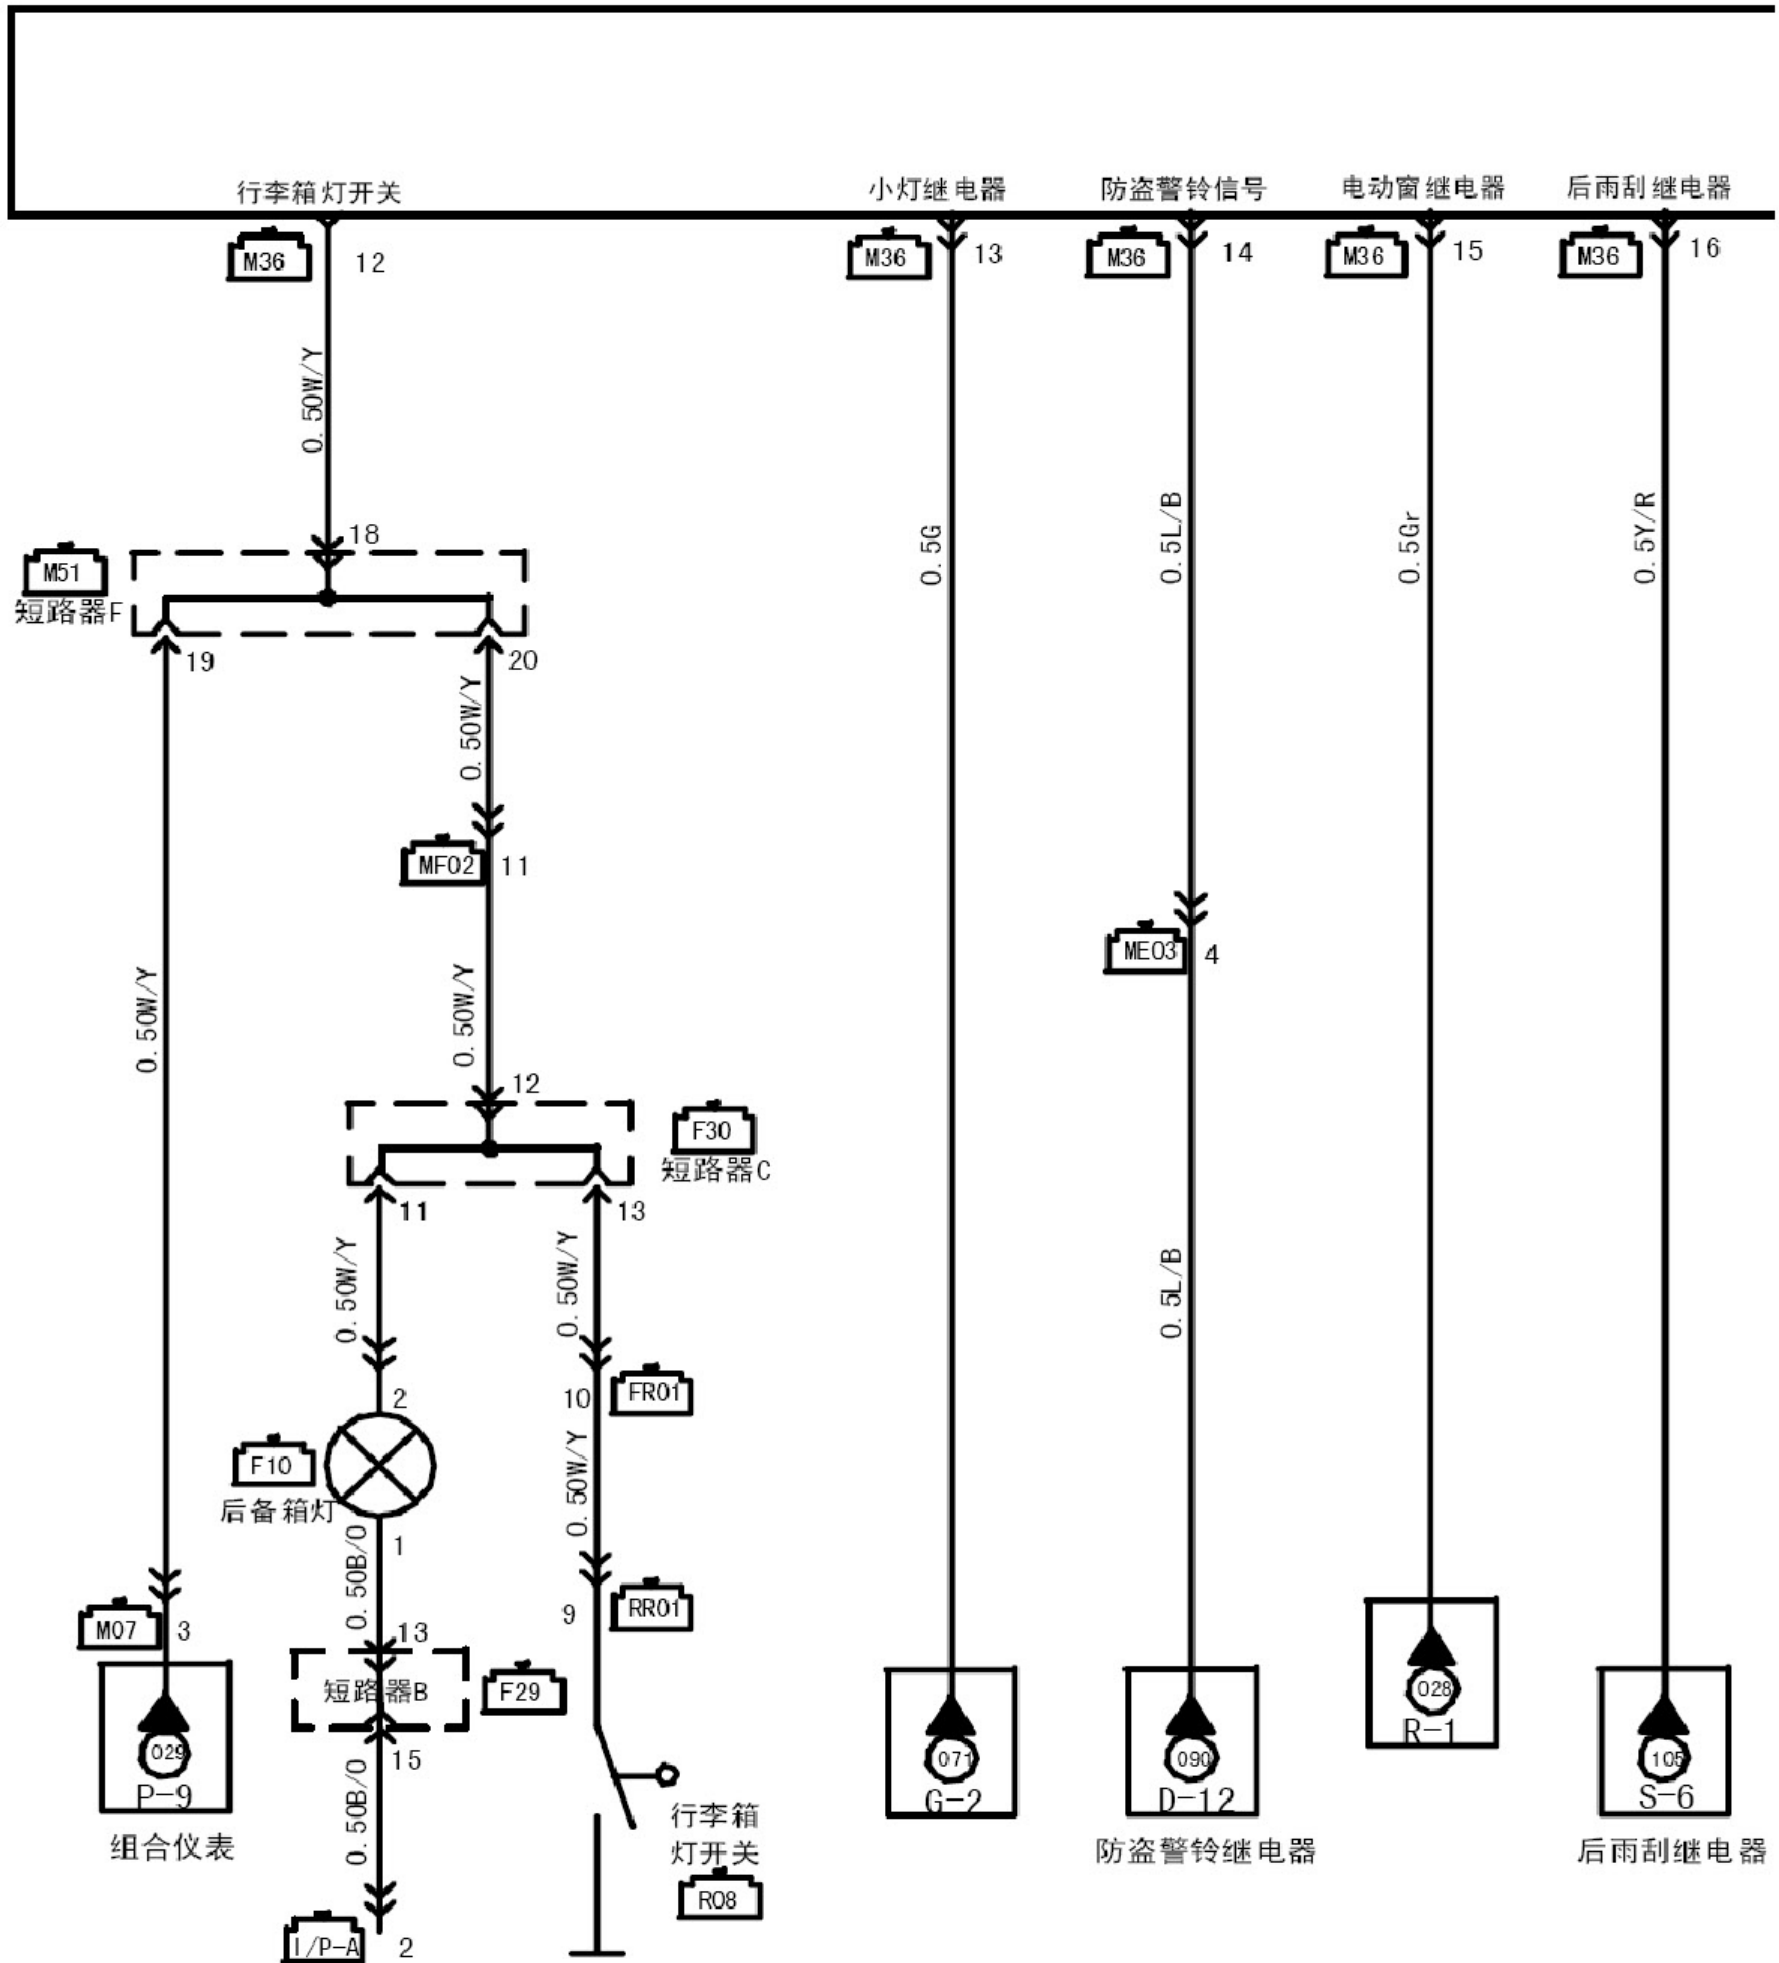 行李箱灯开关
小灯继电器
防盗警铃信号
电动窗继电器
后雨刮继电器
M36
12
M36
13
M36
14
M36
15
M36
16
0.50W/Y
0.5G
0.5L/B
0.5Gr
0.5Y/R
18
M51
短路器F
19
20
0.50W/Y
MF02
11
ME03
4
0.50W/Y
0.50W/Y
12
F30
短路器C
11
13
0.50W/Y
0.50W/Y
0.5L/B
2
10
FR01
F10
后备箱灯
0.50W/Y
1
0.50B/O
M07
3
13
9
RR01
短路器B
F29
15
029
P-9
组合仪表
071
G-2
090
D-12
防盗警铃继电器
028
R-1
105
S-6
后雨刮继电器
0.50B/O
行李箱
灯开关
R08
I/P-A
2